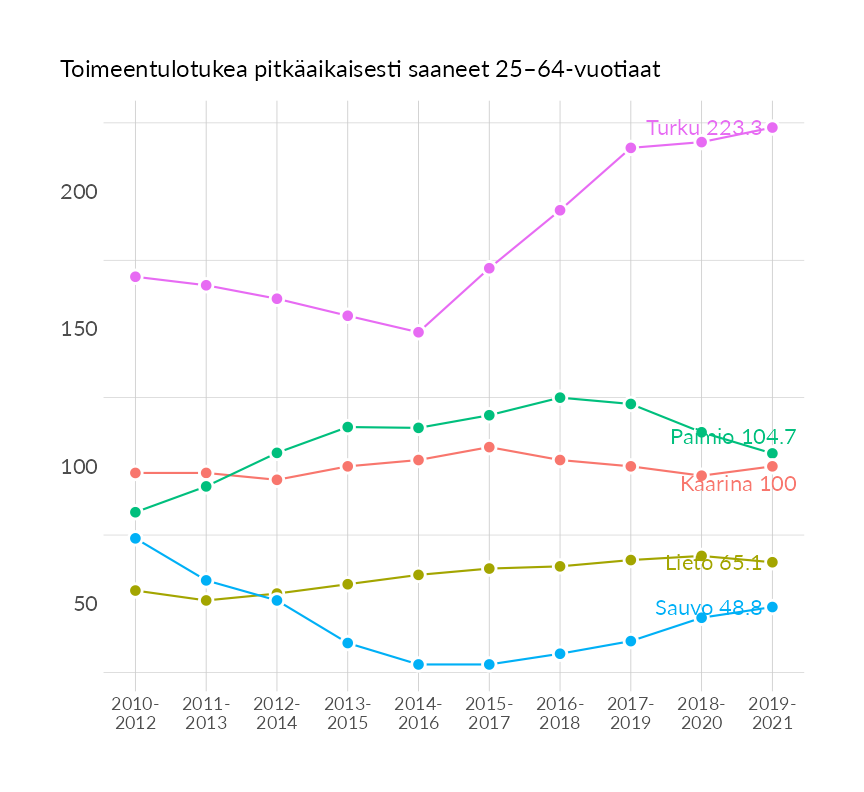 Toimeentulotukea pitkäaikaisesti saaneet 25–64-vuotiaat
Turku 223.3
200
150
Paimio 104.7
100
Kaarina 100
Lieto 65.1
50
Sauvo 48.8
2010- 2011- 2012- 2013- 2014- 2015- 2016- 2017- 2018- 2019-
2012 2013 2014 2015 2016 2017 2018 2019 2020 2021